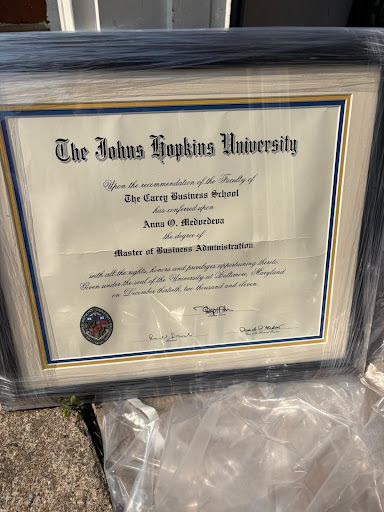 The Johns Hopkins University
Upon the recommendation of the Faculty of
The Carey Business School
has conferred upon
Anna O. Medvedeva
the degree of
Master of Business Administration
with all the rights, honors and privileges appertaining thereto.
Given under the seal of the University at Baltimore, Maryland
on December thirtieth, two thousand and eleven.